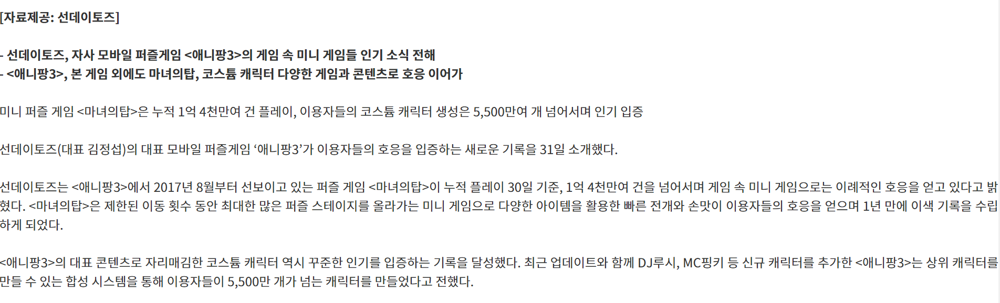 [자료제공: 선데이토즈]
- 선데이토즈, 자사 모바일 퍼즐게임 <애니팡3>의 게임 속 미니 게임들 인기 소식 전해
- <애니팡3>, 본 게임 외에도 마녀의탑, 코스튬 캐릭터 다양한 게임과 콘텐츠로 호응 이어가
미니 퍼즐 게임 <마녀의탑>은 누적 1억 4천만여 건 플레이, 이용자들의 코스튬 캐릭터 생성은 5,500만여 개 넘어서며 인기 입증
선데이토즈(대표 김정섭)의 대표 모바일 퍼즐게임 ‘애니팡3’가 이용자들의 호응을 입증하는 새로운 기록을 31일 소개했다.
선데이토즈는 <애니팡3>에서 2017년 8월부터 선보이고 있는 퍼즐 게임 <마녀의탑>이 누적 플레이 30일 기준, 1억 4천만여 건을 넘어서며 게임 속 미니 게임으로는 이례적인 호응을 얻고 있다고 밝
혔다. <마녀의탑>은 제한된 이동 횟수 동안 최대한 많은 퍼즐 스테이지를 올라가는 미니 게임으로 다양한 아이템을 활용한 빠른 전개와 손맛이 이용자들의 호응을 얻으며 1년 만에 이색 기록을 수립
하게 되었다.
<애니팡3>의 대표 콘텐츠로 자리매김한 코스튬 캐릭터 역시 꾸준한 인기를 입증하는 기록을 달성했다. 최근 업데이트와 함께 DJ루시, MC핑키 등 신규 캐릭터를 추가한 <애니팡3>는 상위 캐릭터를
만들 수 있는 합성 시스템을 통해 이용자들이 5,500만 개가 넘는 캐릭터를 만들었다고 전했다.